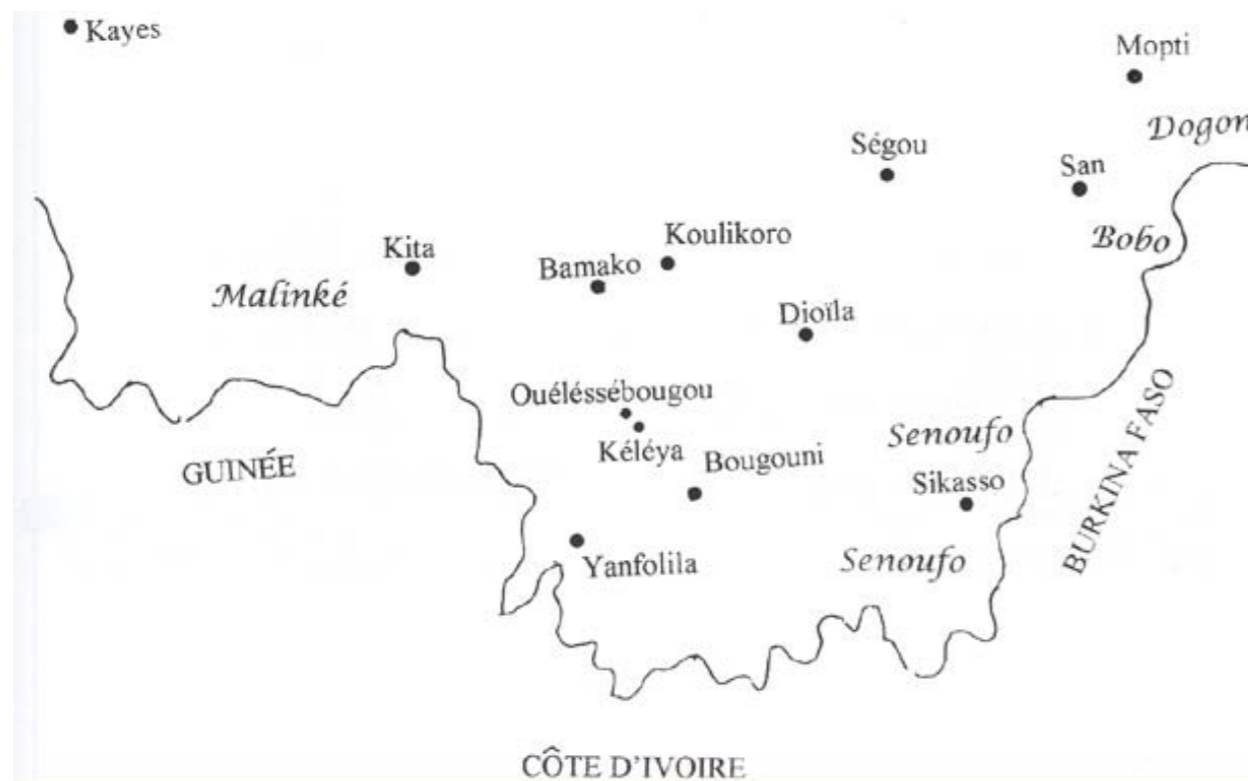 Kayes
Mopti
Dogon
Ségou
San
Koulikoro
Bobo
Kita
Bamako
Malinké
Dioïla
Ouéléssébougou
Senoufo
Kéléya
Bougouni
GUINÉE
Sikasso
BURKINA FASO
Yanfolila
Senoufo
CÔTE D'IVOIRE